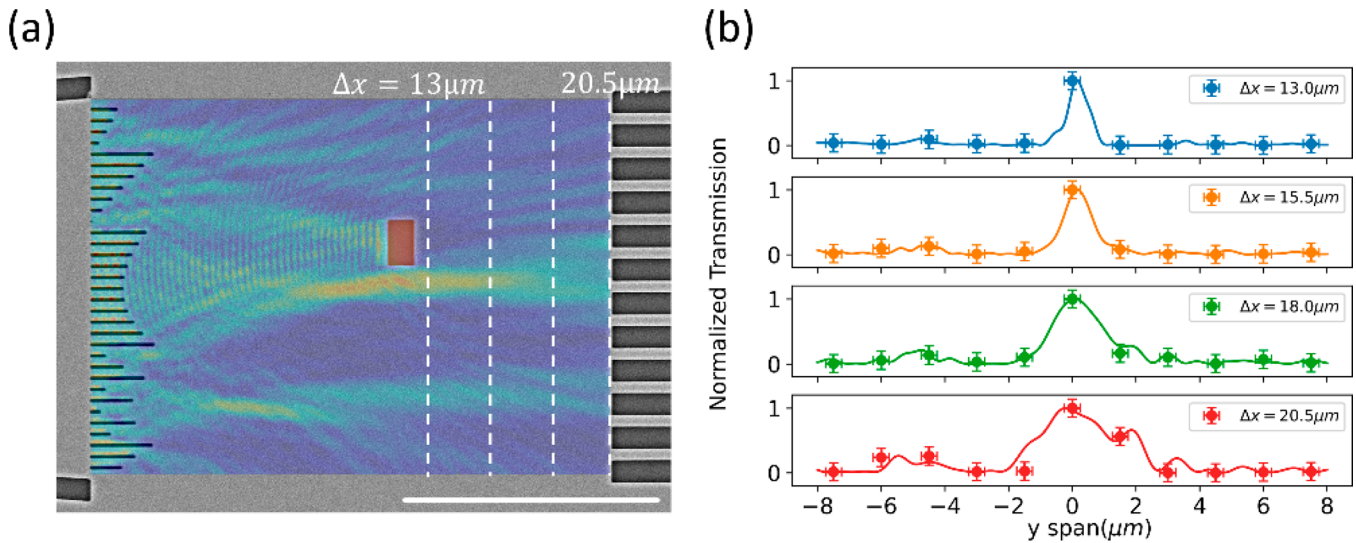 (a)
Δx = 13μm
20.5μm
(b)
Normalized Transmission
1
0
Δx = 13.0μm
1
0
Δx = 15.5μm
1
0
Δx = 18.0μm
1
0
Δx = 20.5μm
−8 −6 −4 −2 0 2 4 6 8
y span(μm)